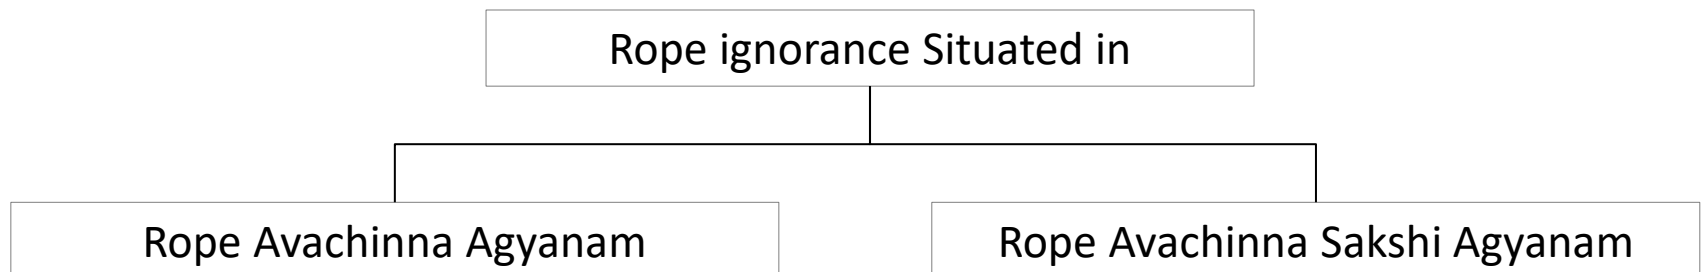 Rope ignorance Situated in
Rope Avachinna Agyanam
Rope Avachinna Sakshi Agyanam